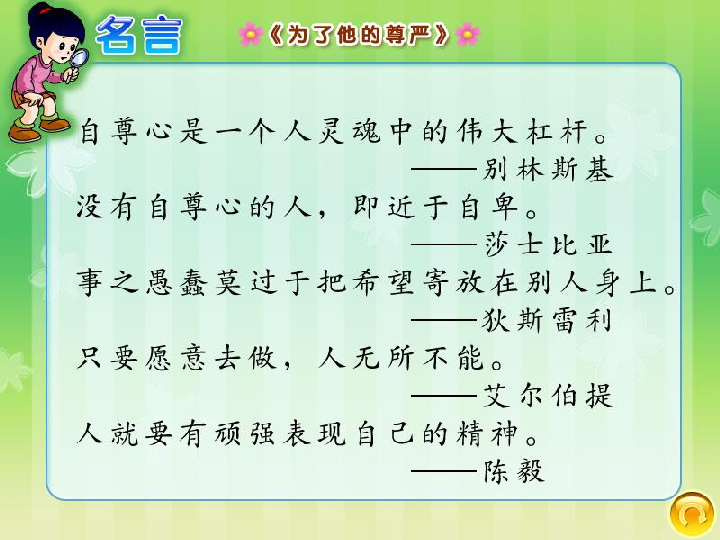 名言
《为了他的尊严》
自尊心是一个人灵魂中的伟大杠杆。
——别林斯基
没有自尊心的人，即近于自卑。
——莎士比亚
事之愚蠢莫过于把希望寄放在别人身上。
——狄斯雷利
只要愿意去做，人无所不能。
——艾尔伯提
人就要有顽强表现自己的精神。
——陈毅